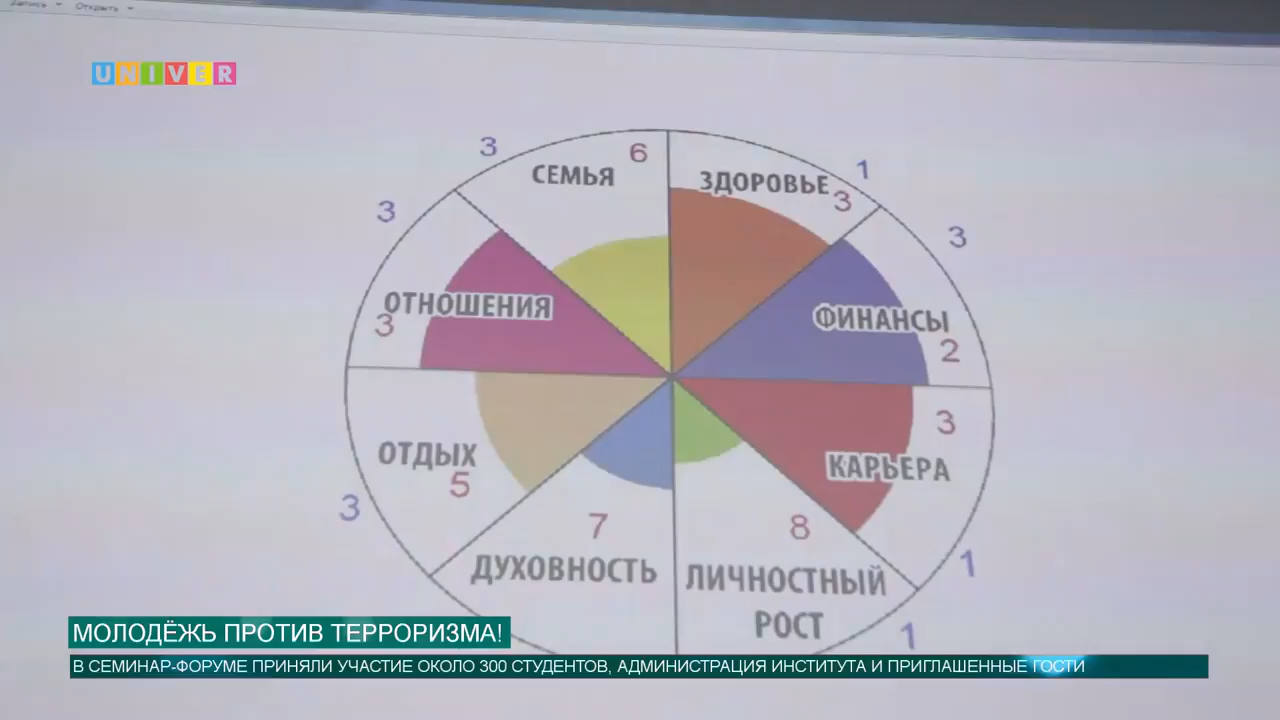 Запись Открыть
UNIVER
3 СЕМЬЯ 6
ЗДОРОВЬЕ 3 1
3 ОТНОШЕНИЯ 3
ФИНАНСЫ 2 3
3 КАРЬЕРА 1
ОТДЫХ 5 3
7 ДУХОВНОСТЬ
8 ЛИЧНОСТНЫЙ
РОСТ 1
МОЛОДЁЖЬ ПРОТИВ ТЕРРОРИЗМА!
В СЕМИНАР-ФОРУМЕ ПРИНЯЛИ УЧАСТИЕ ОКОЛО 300 СТУДЕНТОВ, АДМИНИСТРАЦИЯ ИНСТИТУТА И ПРИГЛАШЕННЫЕ ГОСТИ